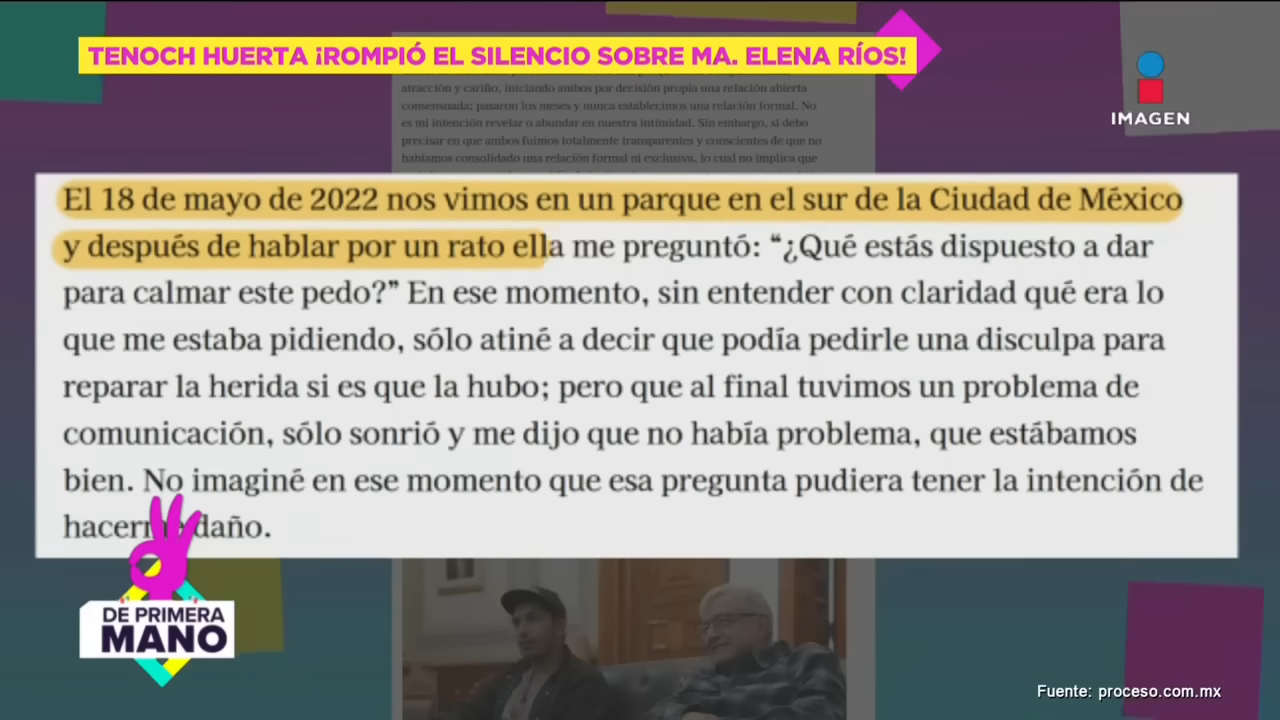 TENOCH HUERTA ¡ROMPIÓ EL SILENCIO SOBRE MA. ELENA RÍOS!
IMAGEN
atracción y cariño, iniciando ambos por decisión propia una relación abierta
consensuada; pasaron los meses y nunca establecimos una relación formal. No
es mi intención revelar o abundar en nuestra intimidad. Sin embargo, si debo
precisar en que ambos fuimos totalmente transparentes y conscientes de que no
habíamos consolidado una relación formal ni exclusiva, lo cual no implica que
El 18 de mayo de 2022 nos vimos en un parque en el sur de la Ciudad de México
y después de hablar por un rato ella me preguntó: “¿Qué estás dispuesto a dar
para calmar este pedo?” En ese momento, sin entender con claridad qué era lo
que me estaba pidiendo, sólo atiné a decir que podía pedirle una disculpa para
reparar la herida si es que la hubo; pero que al final tuvimos un problema de
comunicación, sólo sonrió y me dijo que no había problema, que estábamos
bien. No imaginé en ese momento que esa pregunta pudiera tener la intención de
hacerme daño.
DE PRIMERA
MANO
Fuente: proceso.com.mx